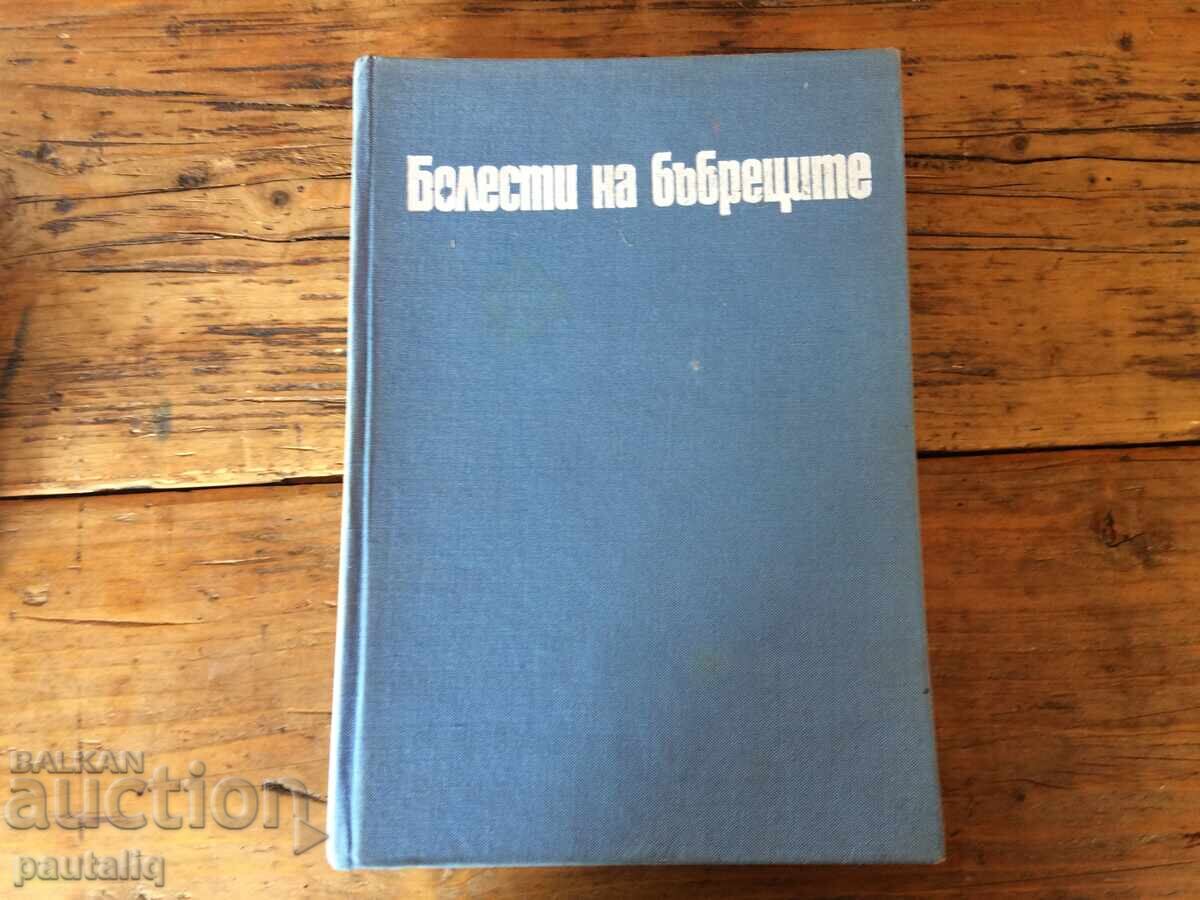 Болести на бъбреците
BALKAN
auction
pautaliq